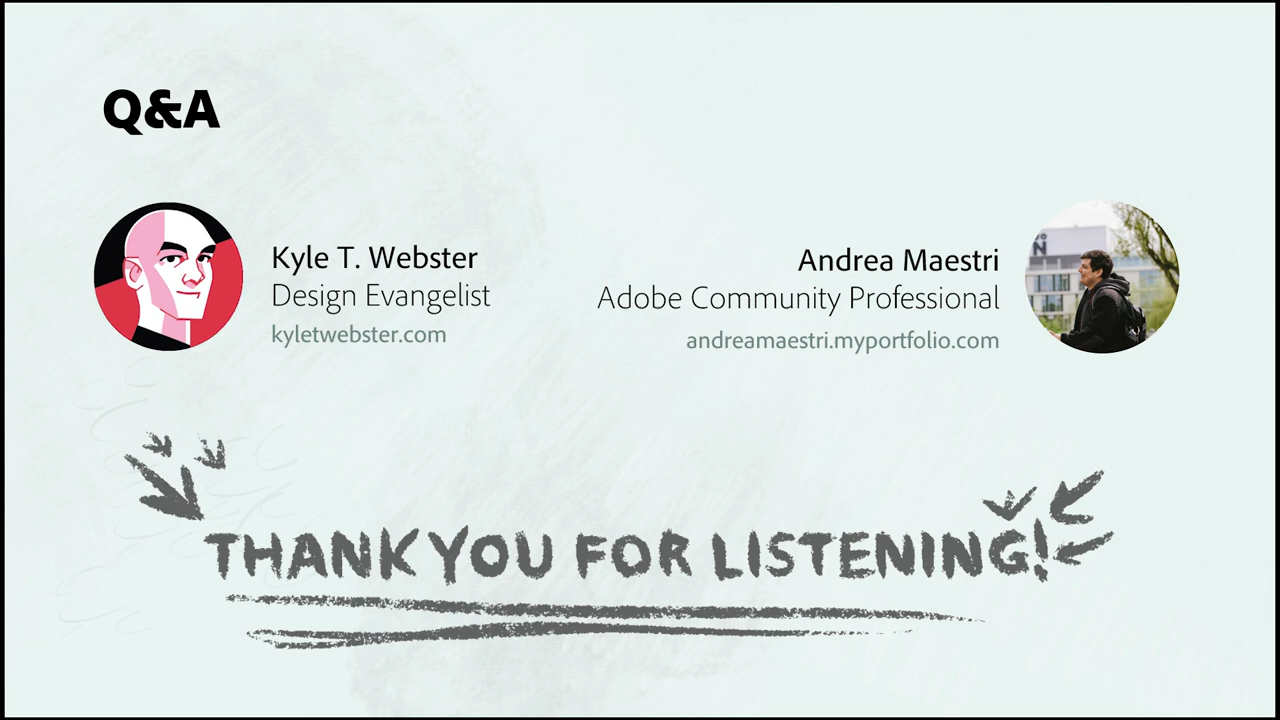 Q&A
Kyle T. Webster
Design Evangelist
kyletwebster.com
Andrea Maestri
Adobe Community Professional
andreamaestri.myportfolio.com
THANK YOU FOR LISTENING!